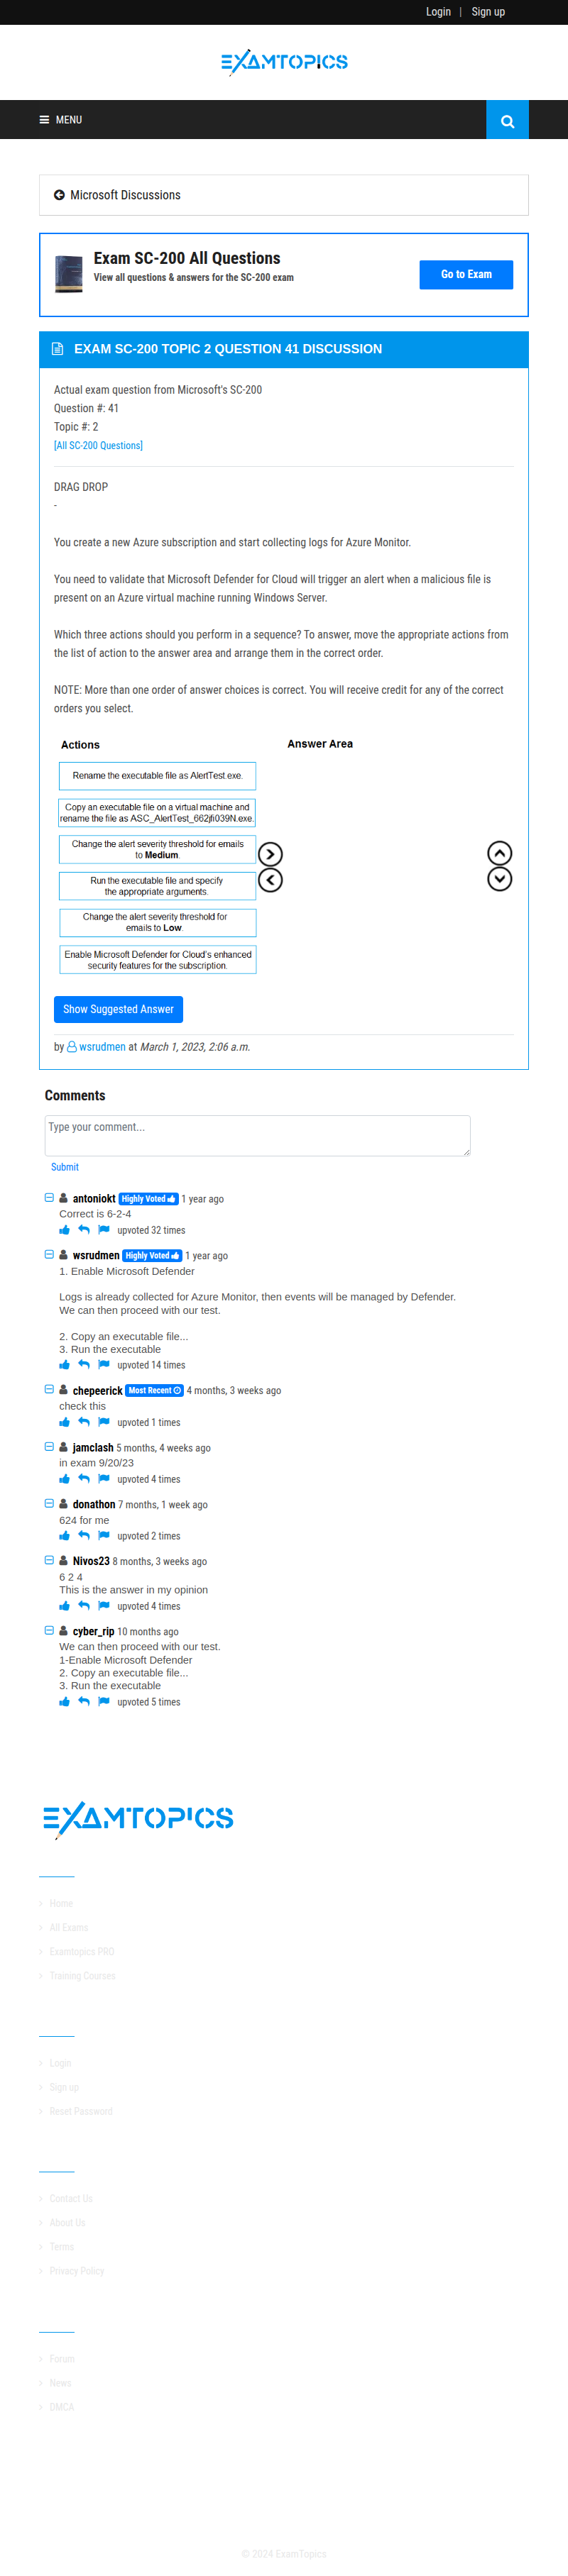 Login | Sign up
EXAMTOPICS
MENU
Microsoft Discussions
Exam SC-200 All Questions
View all questions & answers for the SC-200 exam
Go to Exam
EXAM SC-200 TOPIC 2 QUESTION 41 DISCUSSION
Actual exam question from Microsoft's SC-200
Question #: 41
Topic #: 2
[All SC-200 Questions]
DRAG DROP
-
You create a new Azure subscription and start collecting logs for Azure Monitor.
You need to validate that Microsoft Defender for Cloud will trigger an alert when a malicious file is
present on an Azure virtual machine running Windows Server.
Which three actions should you perform in a sequence? To answer, move the appropriate actions from
the list of action to the answer area and arrange them in the correct order.
NOTE: More than one order of answer choices is correct. You will receive credit for any of the correct
orders you select.
Actions
Answer Area
Rename the executable file as AlertTest.exe.
Copy an executable file on a virtual machine and
rename the file as ASC_AlertTest_662jfi039N.exe.
Change the alert severity threshold for emails
to Medium.
Run the executable file and specify
the appropriate arguments.
Change the alert severity threshold for
emails to Low.
Enable Microsoft Defender for Cloud's enhanced
security features for the subscription.
Show Suggested Answer
by wsrudmen at March 1, 2023, 2:06 a.m.
Comments
Type your comment...
Submit
antoniokt Highly Voted 1 year ago
Correct is 6-2-4
upvoted 32 times
wsrudmen Highly Voted 1 year ago
1. Enable Microsoft Defender
Logs is already collected for Azure Monitor, then events will be managed by Defender.
We can then proceed with our test.
2. Copy an executable file...
3. Run the executable
upvoted 14 times
chepeerick Most Recent 4 months, 3 weeks ago
check this
upvoted 1 times
jamclash 5 months, 4 weeks ago
in exam 9/20/23
upvoted 4 times
donathon 7 months, 1 week ago
624 for me
upvoted 2 times
Nivos23 8 months, 3 weeks ago
6 2 4
This is the answer in my opinion
upvoted 4 times
cyber_rip 10 months ago
We can then proceed with our test.
1-Enable Microsoft Defender
2. Copy an executable file...
3. Run the executable
upvoted 5 times
EXAMTOPICS
Home
All Exams
Examtopics PRO
Training Courses
Login
Sign up
Reset Password
Contact Us
About Us
Terms
Privacy Policy
Forum
News
DMCA
© 2024 ExamTopics